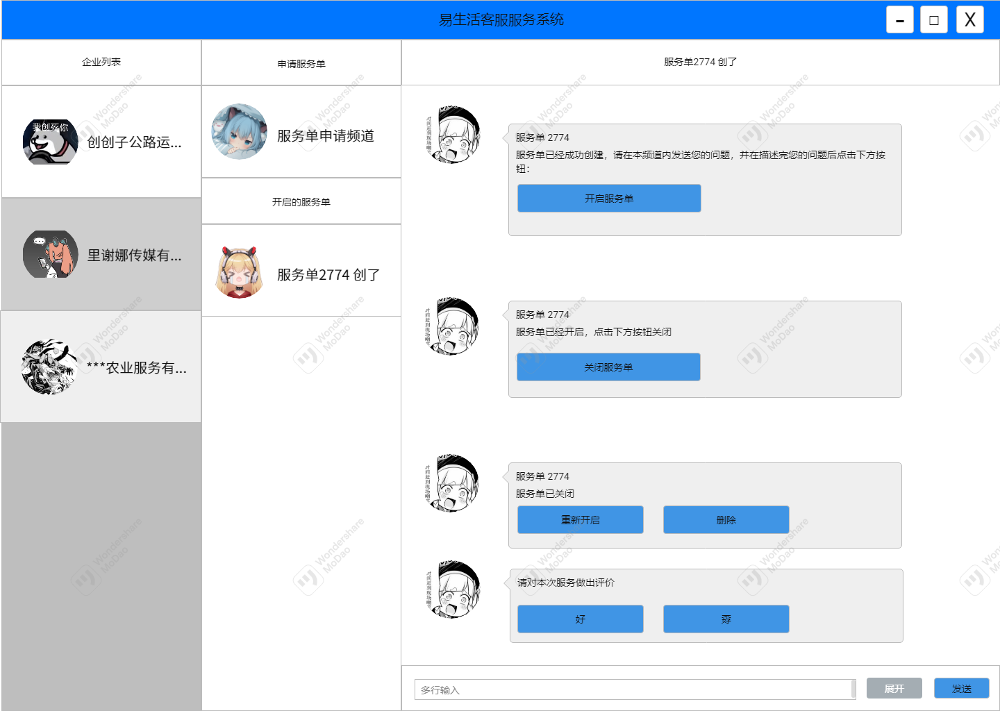 易生活客服服务系统
-
□
X
企业列表
申请服务单
服务单2774 创了
我创死你
创创子公路运...
里谢娜传媒有...
***农业服务有...
服务单申请频道
开启的服务单
服务单2774 创了
服务单 2774
服务单已经成功创建，请在本频道内发送您的问题，并在描述完您的问题后点击下方按
钮：
开启服务单
服务单 2774
服务单已经开启，点击下方按钮关闭
关闭服务单
服务单 2774
服务单已关闭
重新开启
删除
请对本次服务做出评价
好
孬
多行输入
展开
发送
Wondershare
MoDao